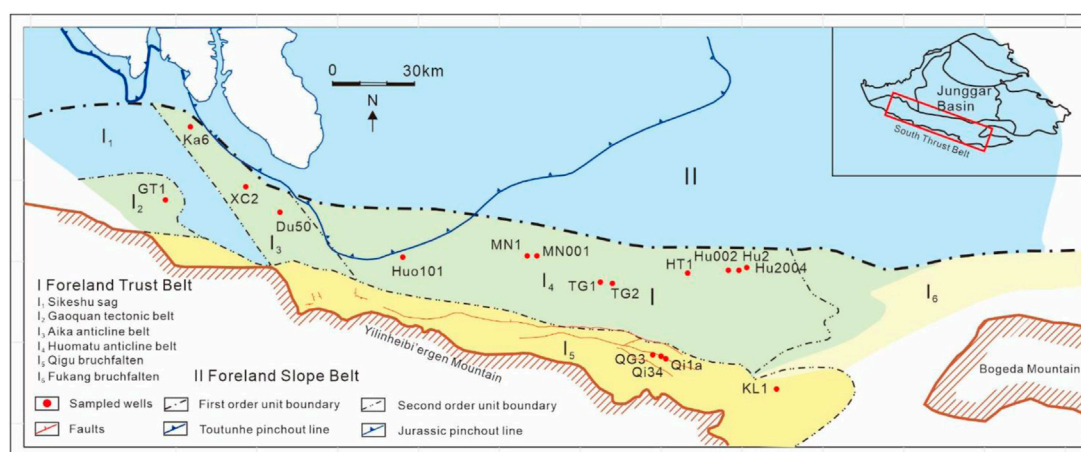 0 30km
N
Junggar
Basin
South Thrust Belt
I₁
Ka6
II
GT1
I₂
XC2
Du50
I₃
Huo101
MN1 MN001
I₄
TG1 TG2
I
HT1
Hu002 Hu2
Hu2004
I₆
I₅
QG3
Qi34
Qi1a
KL1
Yilinheibi'ergen Mountain
Bogeda Mountain
I Foreland Trust Belt
I₁ Sikeshu sag
I₂ Gaoquan tectonic belt
I₃ Aika anticline belt
I₄ Huomatu anticline belt
I₅ Qigu bruchfalten
I₅ Fukang bruchfalten
II Foreland Slope Belt
Sampled wells First order unit boundary Second order unit boundary
Faults Toutunhe pinchout line Jurassic pinchout line